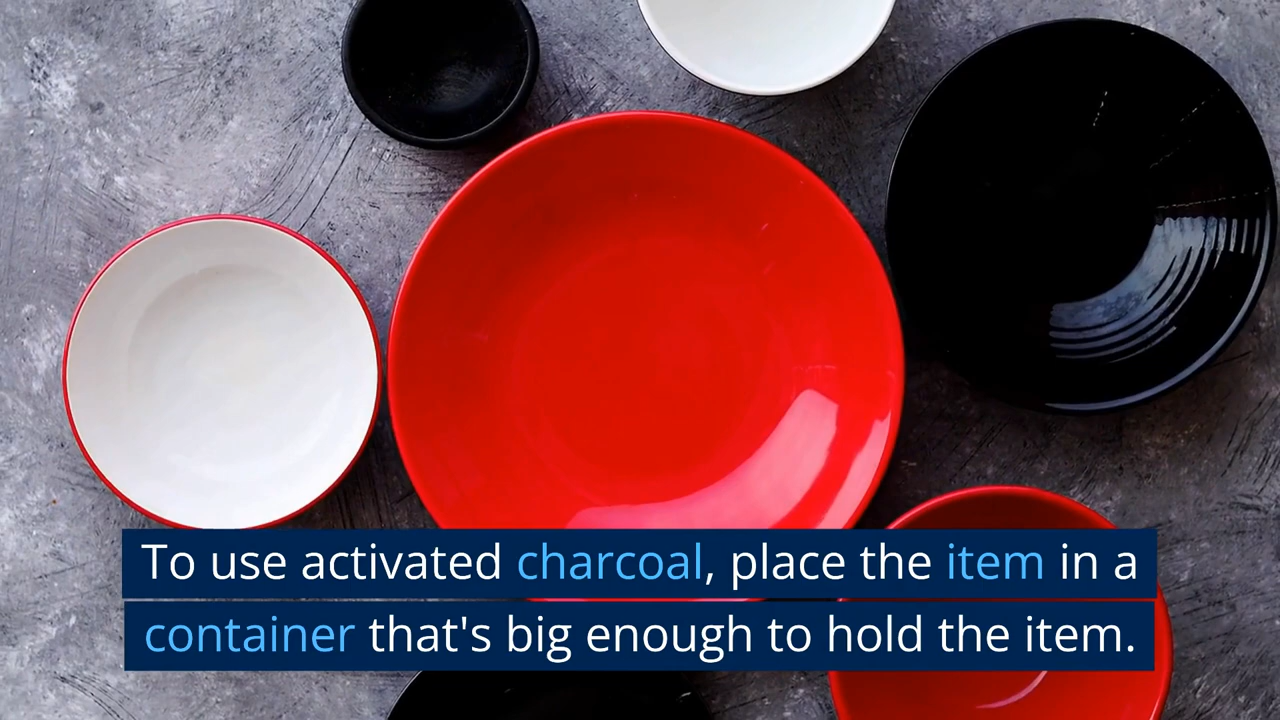 To use activated charcoal, place the item in a
container that's big enough to hold the item.